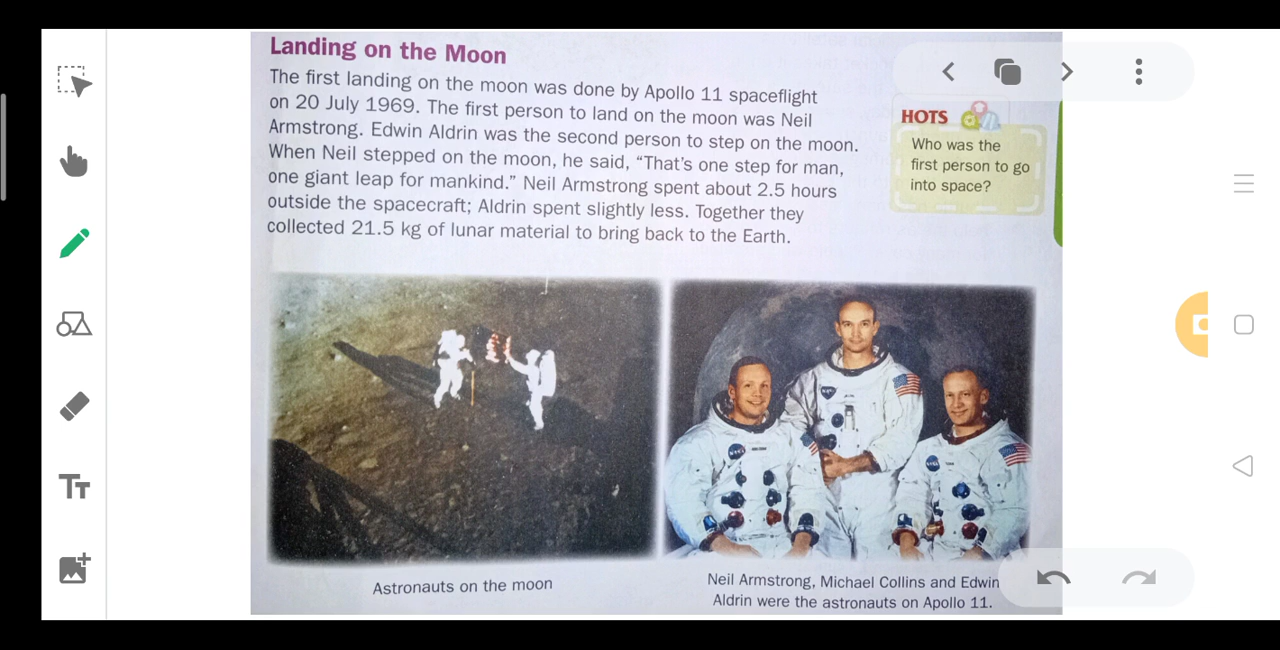 Landing on the Moon
The first landing on the moon was done by Apollo 11 spaceflight
on 20 July 1969. The first person to land on the moon was Neil
Armstrong. Edwin Aldrin was the second person to step on the moon.
When Neil stepped on the moon, he said, “That's one step for man,
one giant leap for mankind.” Neil Armstrong spent about 2.5 hours
outside the spacecraft; Aldrin spent slightly less. Together they
collected 21.5 kg of lunar material to bring back to the Earth.
HOTS
Who was the
first person to go
into space?
Astronauts on the moon
Neil Armstrong, Michael Collins and Edwin
Aldrin were the astronauts on Apollo 11.
TT